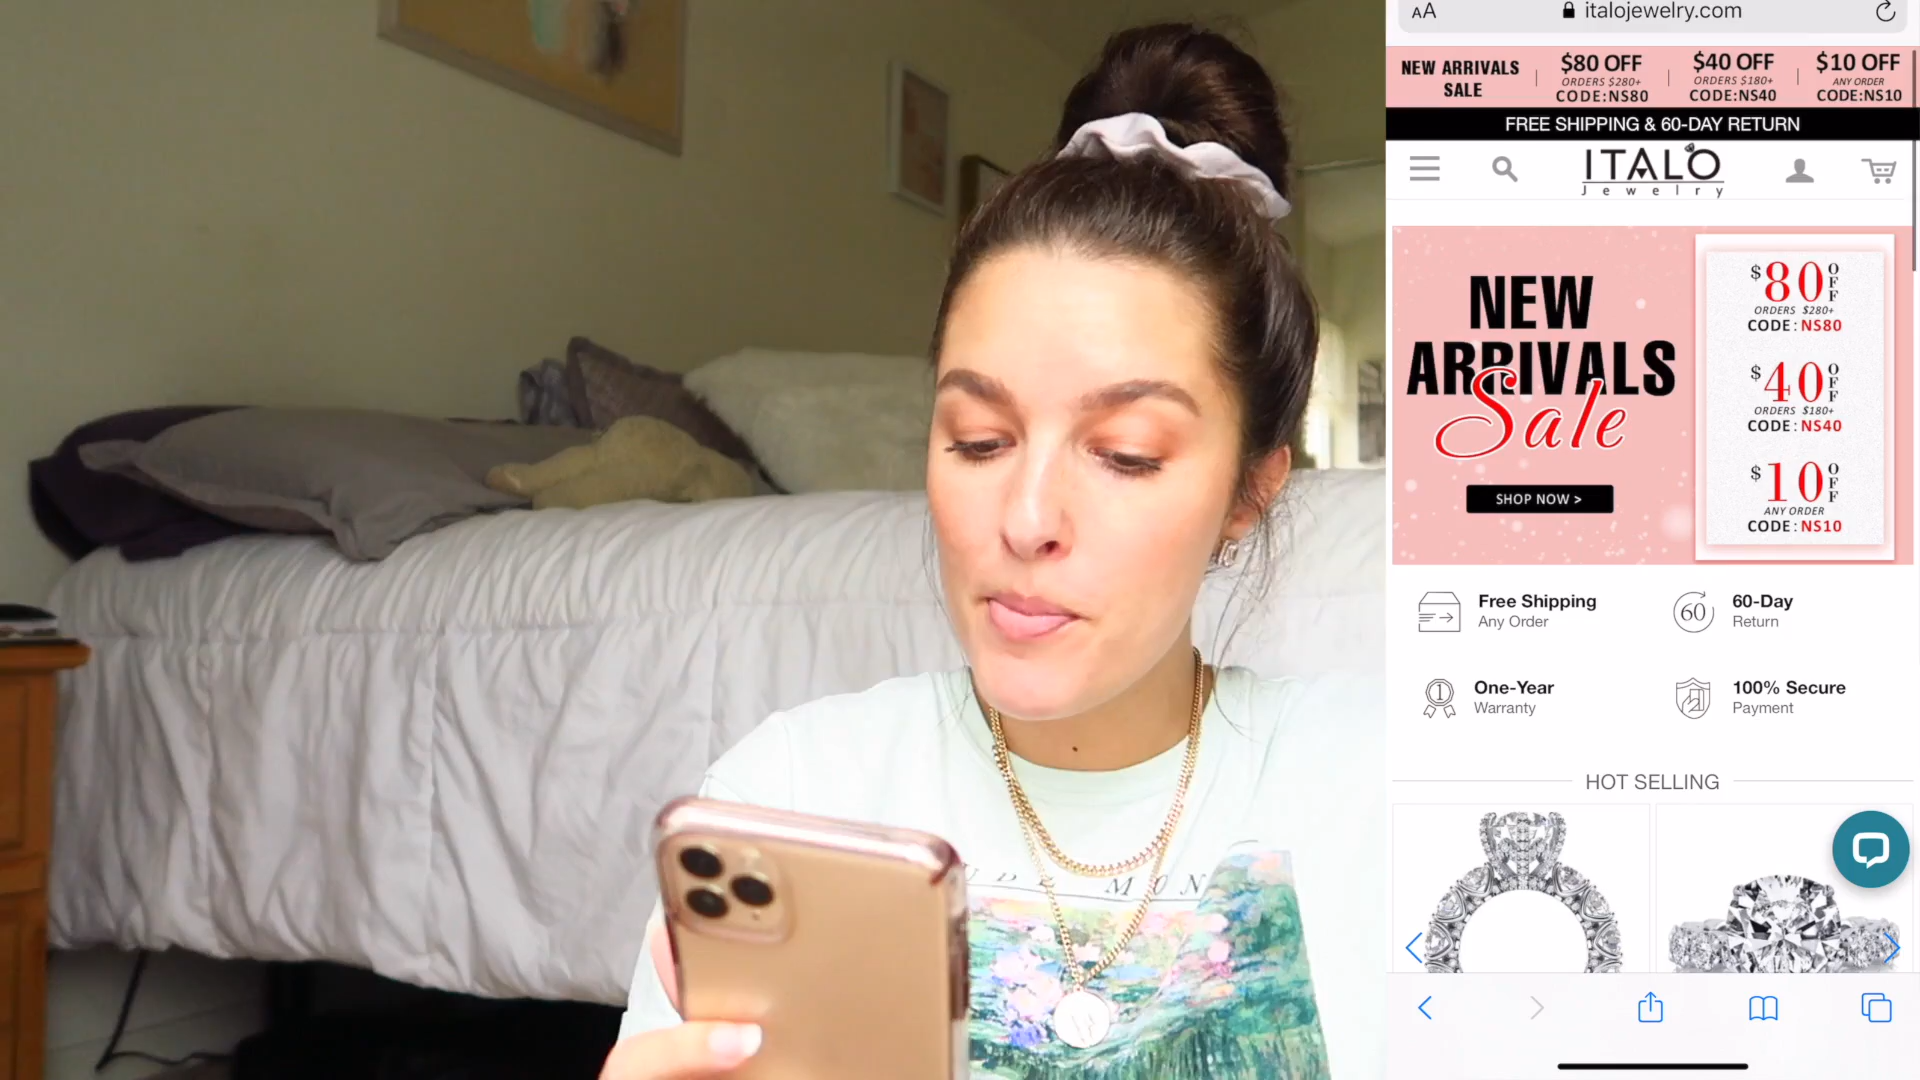 AA italojewelry.com
NEW ARRIVALS
SALE
$80 OFF
ORDERS $280+
CODE:NS80
$40 OFF
ORDERS $180+
CODE:NS40
$10 OFF
ANY ORDER
CODE:NS10
FREE SHIPPING & 60-DAY RETURN
ITALO
Jewelry
NEW
ARRIVALS
Sale
SHOP NOW >
$80 OFF
ORDERS $280+
CODE: NS80
$40 OFF
ORDERS $180+
CODE: NS40
$10 OFF
ANY ORDER
CODE: NS10
Free Shipping
Any Order
60
60-Day
Return
1
One-Year
Warranty
100% Secure
Payment
HOT SELLING